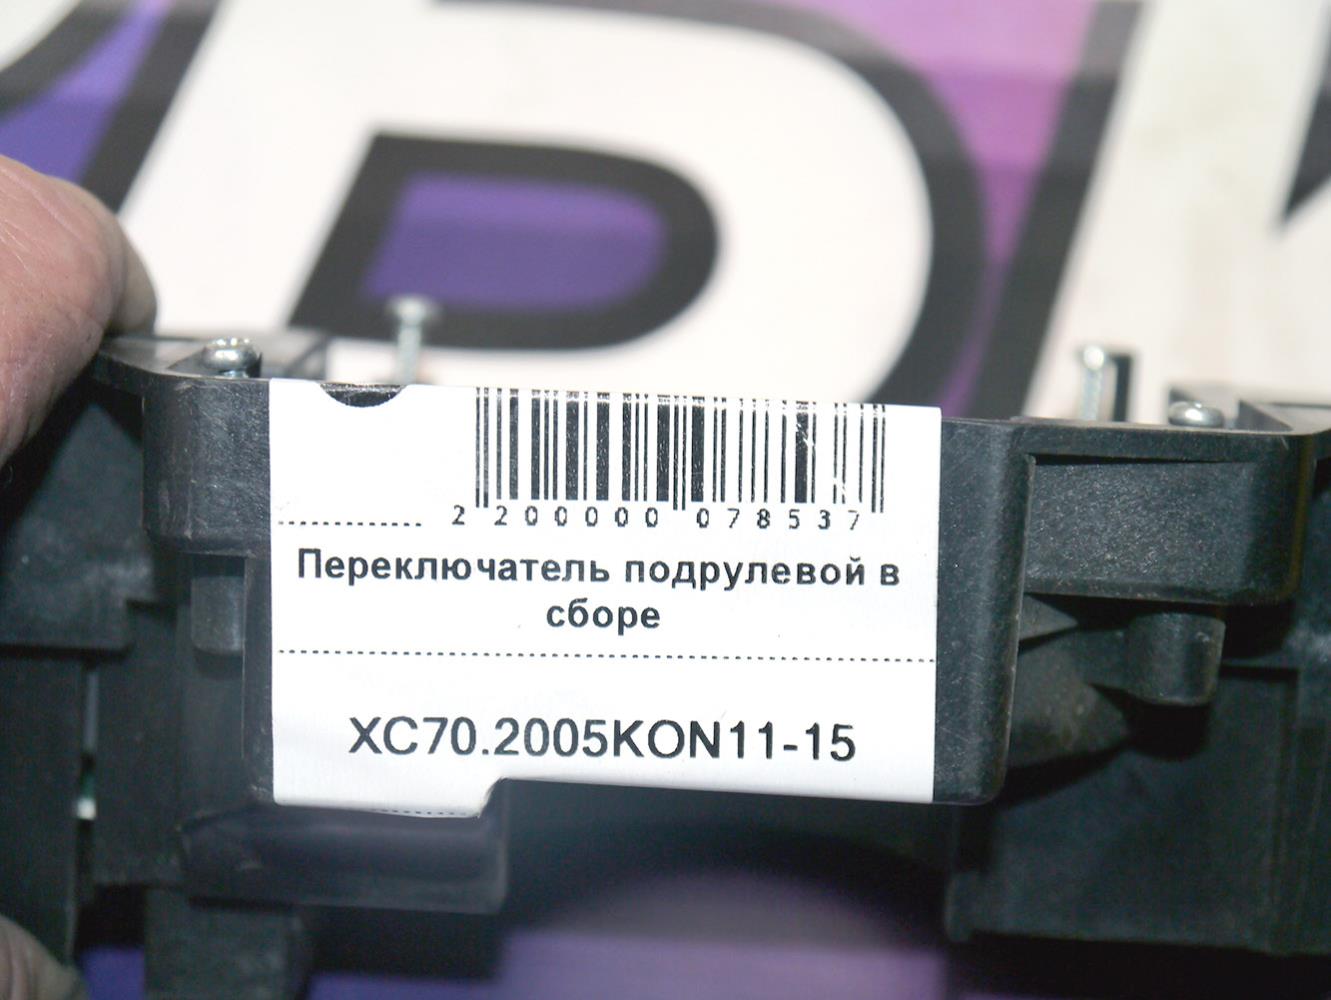 2 200000 078537
Переключатель подрулевой в
сборе
XC70.2005KON11-15